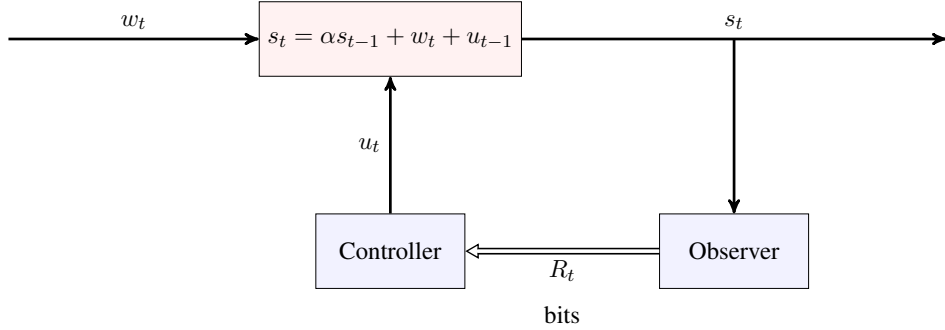 w_t
s_t = αs_{t−1} + w_t + u_{t−1}
s_t
u_t
Controller
Observer
R_t
bits